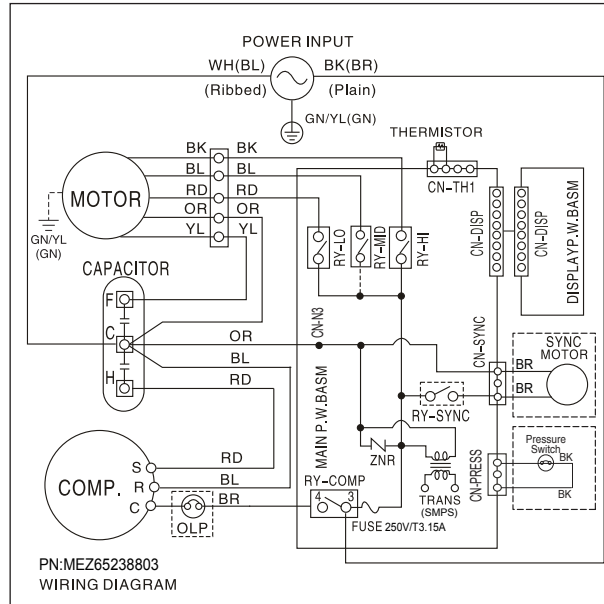 POWER INPUT
WH(BL)
BK(BR)
(Ribbed)
(Plain)
GN/YL(GN)
THERMISTOR
CN-TH1
BK
BK
BL
BL
RD
RD
OR
OR
YL
YL
MOTOR
GN/YL
(GN)
RY-LO
RY-MID
RY-HI
CN-DISP
CN-DISP
DISPLAYP.W.BASM
CAPACITOR
F
C
H
OR
BL
RD
CN-N3
MAIN P.W.BASM
CN-SYNC
SYNC
MOTOR
BR
BR
RY-SYNC
ZNR
TRANS
(SMPS)
CN-PRESS
Pressure
Switch
BK
BK
COMP.
S
R
C
RD
BL
BR
OLP
RY-COMP
4
3
FUSE 250V/T3.15A
PN:MEZ65238803
WIRING DIAGRAM